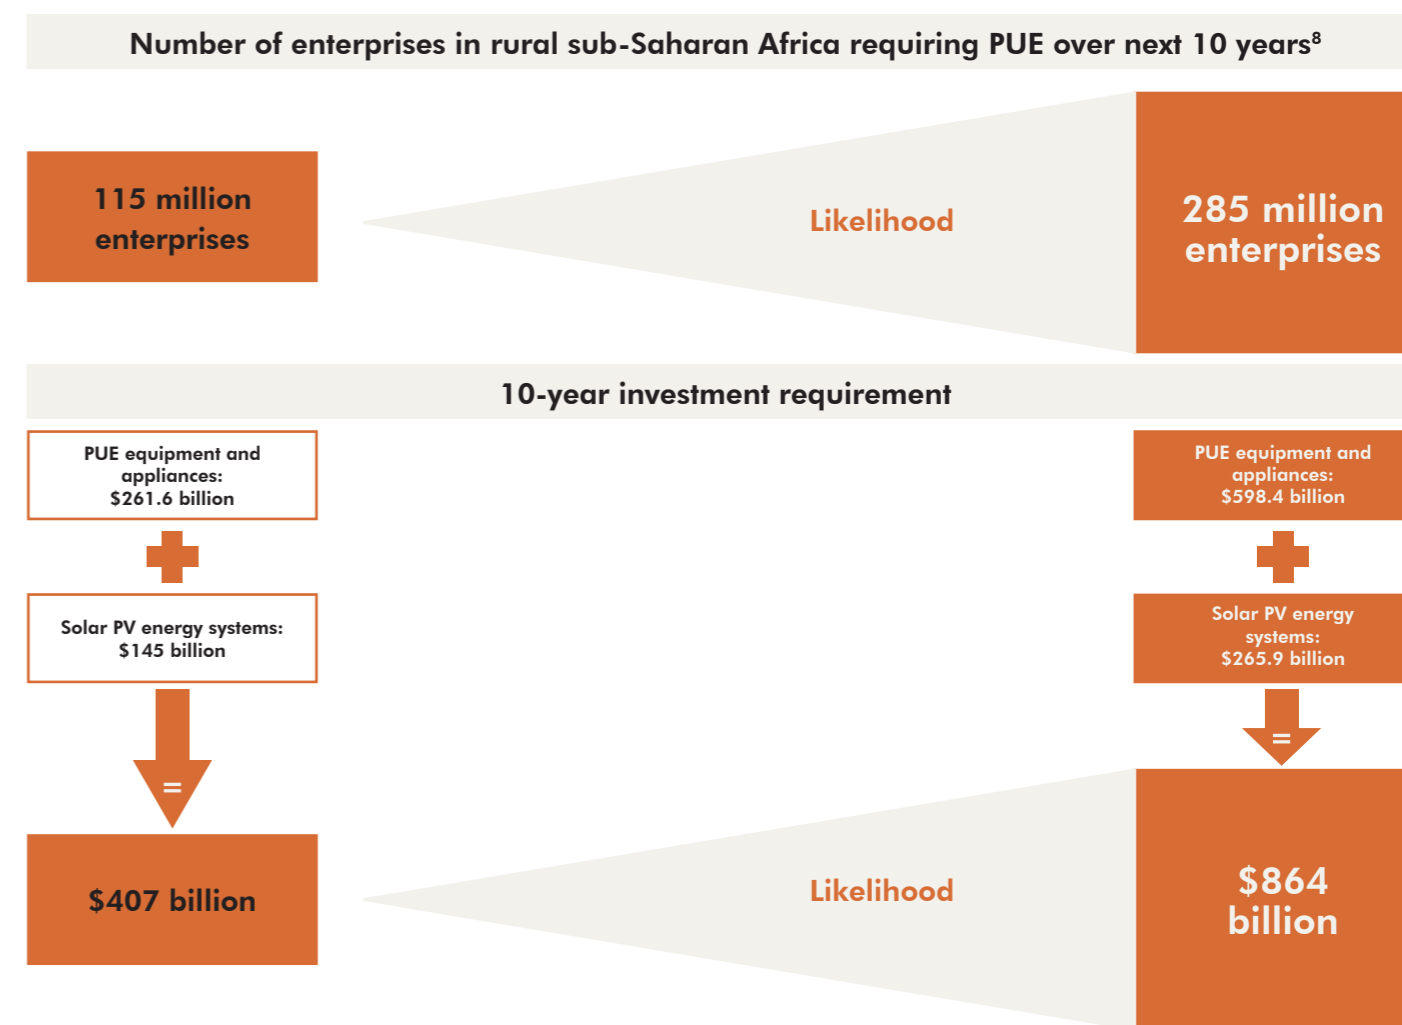 Number of enterprises in rural sub-Saharan Africa requiring PUE over next 10 years⁸
115 million
enterprises
Likelihood
285 million
enterprises
10-year investment requirement
PUE equipment and
appliances:
$261.6 billion
PUE equipment and
appliances:
$598.4 billion
Solar PV energy systems:
$145 billion
Solar PV energy
systems:
$265.9 billion
=
=
$407 billion
Likelihood
$864
billion